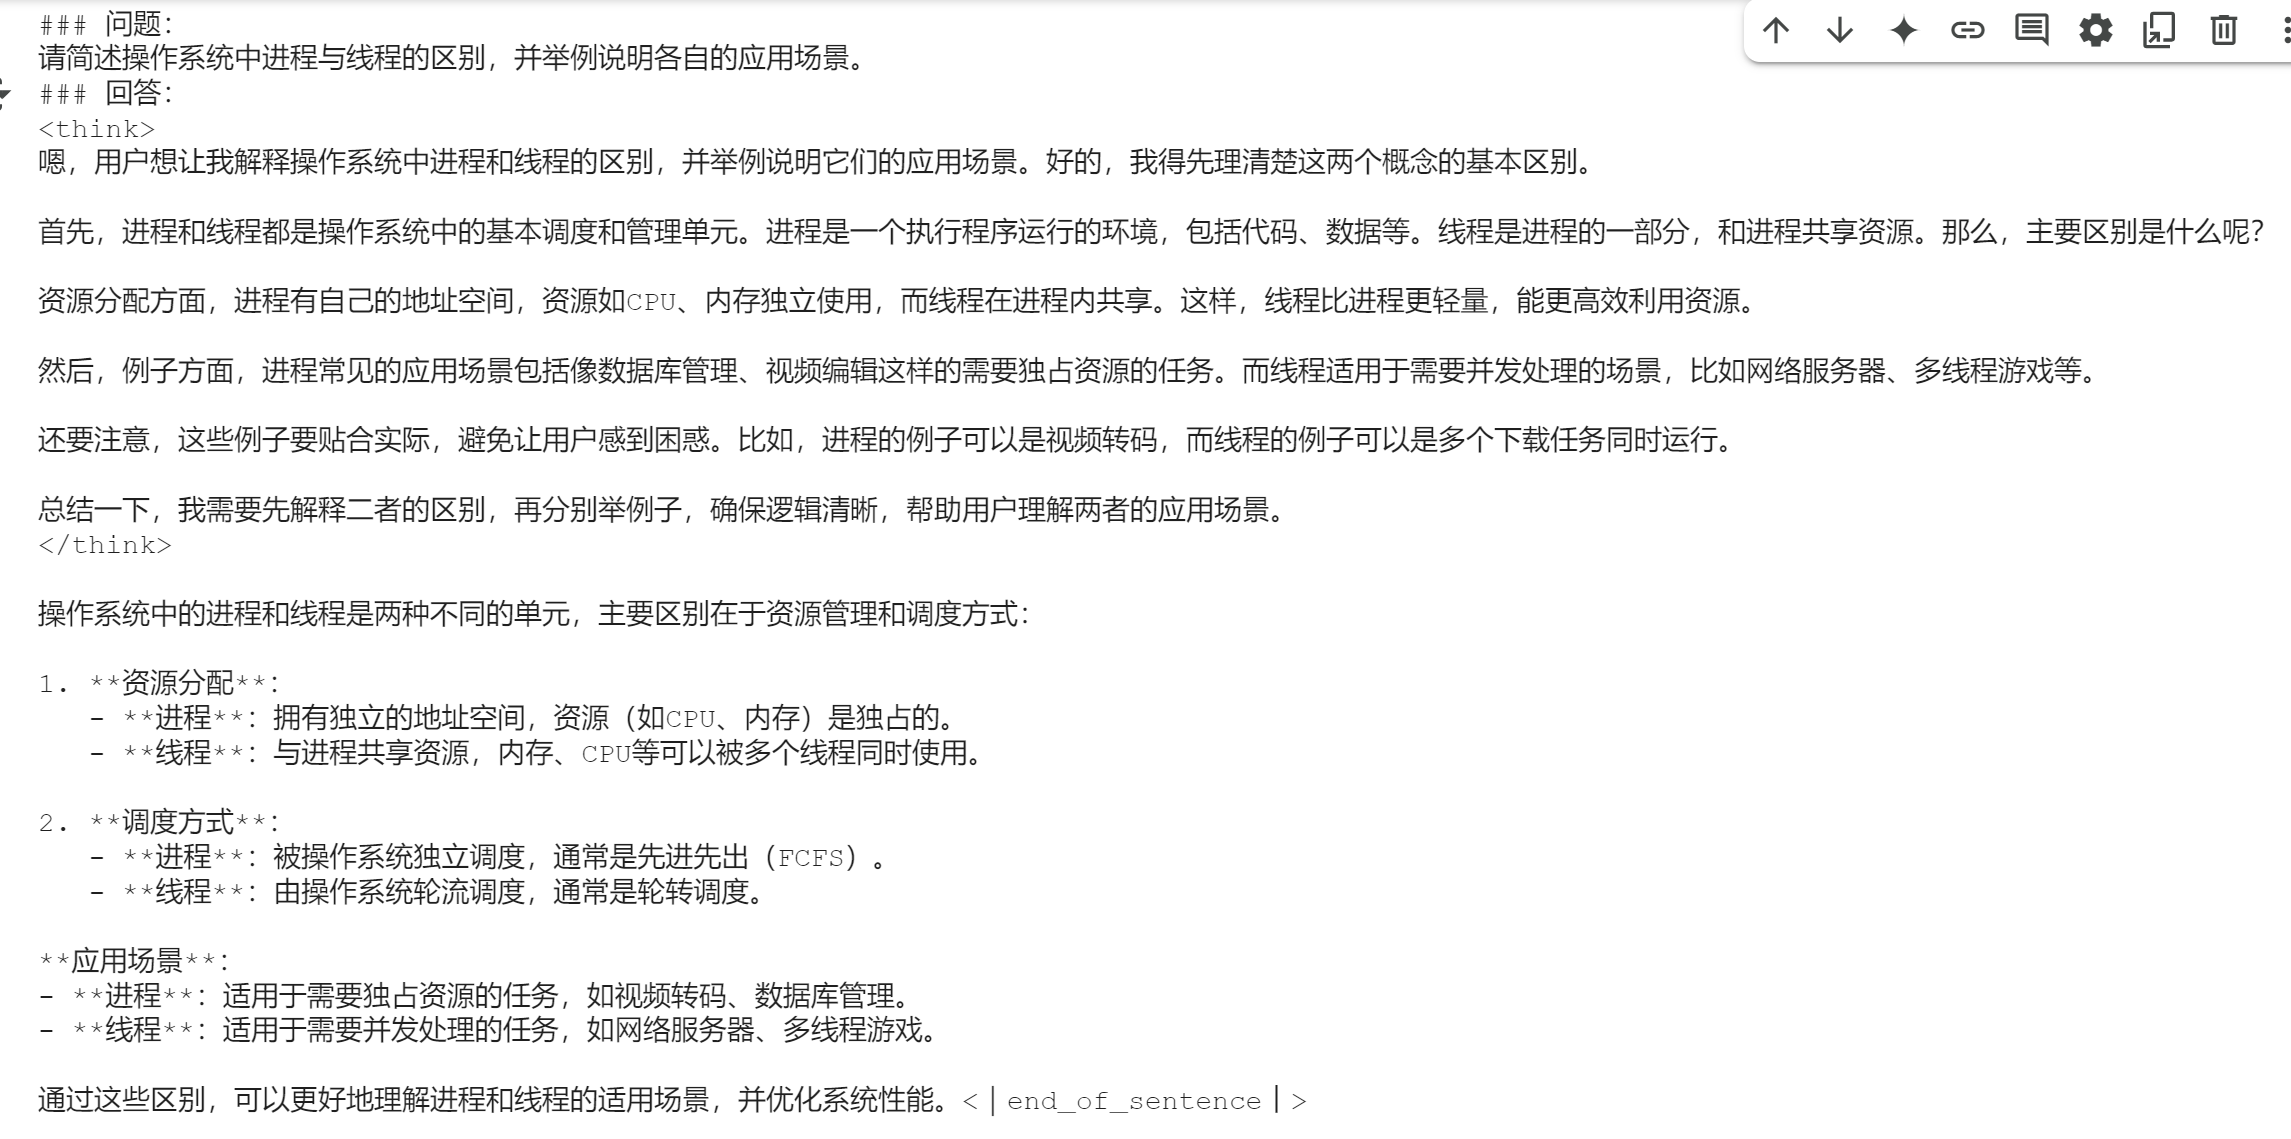 ### 问题：
请简述操作系统中进程与线程的区别，并举例说明各自的应用场景。
### 回答：
<think>
嗯，用户想让我解释操作系统中进程和线程的区别，并举例说明它们的应用场景。好的，我得先理清楚这两个概念的基本区别。
首先，进程和线程都是操作系统中的基本调度和管理单元。进程是一个执行程序运行的环境，包括代码、数据等。线程是进程的一部分，和进程共享资源。那么，主要区别是什么呢？
资源分配方面，进程有自己的地址空间，资源如CPU、内存独立使用，而线程在进程内共享。这样，线程比进程更轻量，能更高效利用资源。
然后，例子方面，进程常见的应用场景包括像数据库管理、视频编辑这样的需要独占资源的任务。而线程适用于需要并发处理的场景，比如网络服务器、多线程游戏等。
还要注意，这些例子要贴合实际，避免让用户感到困惑。比如，进程的例子可以是视频转码，而线程的例子可以是多个下载任务同时运行。
总结一下，我需要先解释二者的区别，再分别举例子，确保逻辑清晰，帮助用户理解两者的应用场景。
</think>
操作系统中的进程和线程是两种不同的单元，主要区别在于资源管理和调度方式：
1. **资源分配**：
- **进程**：拥有独立的地址空间，资源（如CPU、内存）是独占的。
- **线程**：与进程共享资源，内存、CPU等可以被多个线程同时使用。
2. **调度方式**：
- **进程**：被操作系统独立调度，通常是先进先出（FCFS）。
- **线程**：由操作系统轮流调度，通常是轮转调度。
**应用场景**：
- **进程**：适用于需要独占资源的任务，如视频转码、数据库管理。
- **线程**：适用于需要并发处理的任务，如网络服务器、多线程游戏。
通过这些区别，可以更好地理解进程和线程的适用场景，并优化系统性能。<｜end_of_sentence｜>